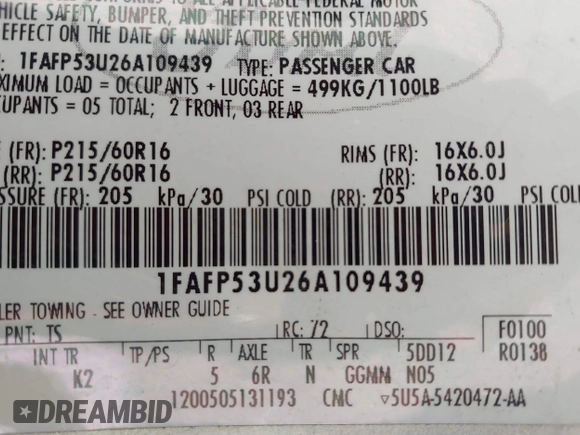 HICLE SAFETY, BUMPER, AND THEFT PREVENTION STANDARDS
EFFECT ON THE DATE OF MANUFACTURE SHOWN ABOVE.
: 1FAFP53U26A109439 TYPE: PASSENGER CAR
XIMUM LOAD = OCCUPANTS + LUGGAGE = 499KG/1100LB
CUPANTS = 05 TOTAL; 2 FRONT, 03 REAR
(FR): P215/60R16 RIMS (FR): 16X6.0J
(RR): P215/60R16 (RR): 16X6.0J
SSURE (FR): 205 kPa/30 PSI COLD (RR): 205 kPa/30 PSI COLD
1FAFP53U26A109439
LER TOWING - SEE OWNER GUIDE
PNT: TS RC: 72 DSO: F0100
INT TR TP/PS R AXLE TR SPR 5DD12 R0138
K2 5 6R N GGMM N05
1200505131193 CMC ▽5U5A-5420472-AA
DREAMBID